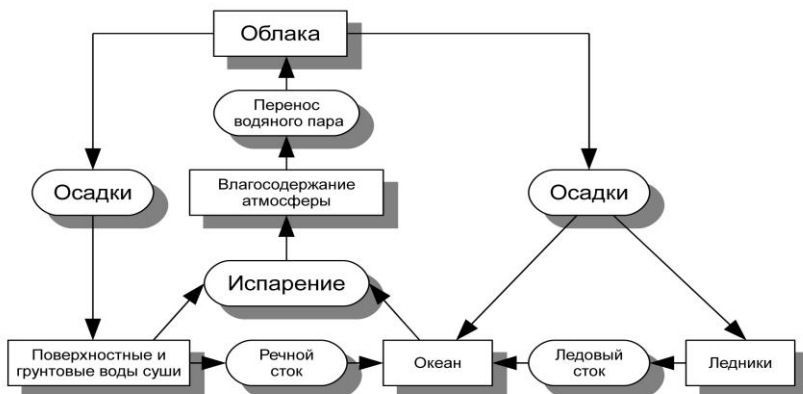 Облака
Перенос
водяного пара
Осадки
Влагосодержание
атмосферы
Осадки
Испарение
Поверхностные и
грунтовые воды суши
Речной
сток
Океан
Ледовый
сток
Ледники